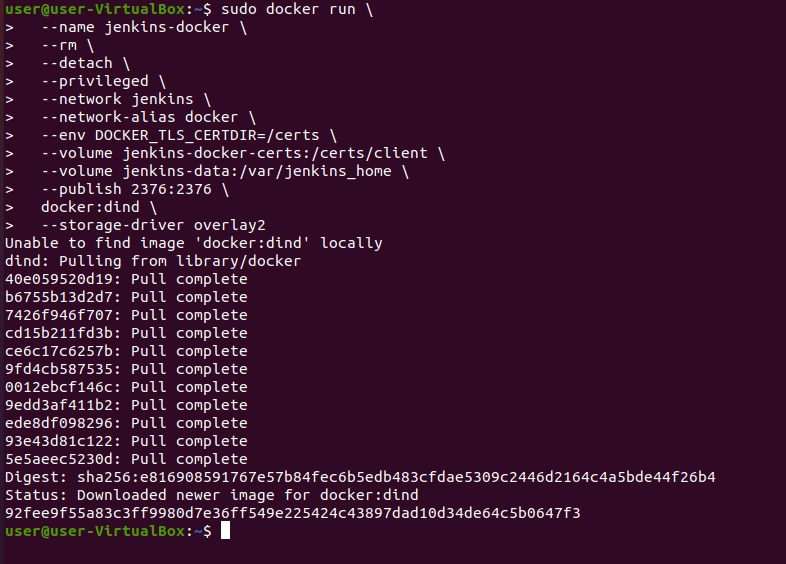 user@user-VirtualBox:~$ sudo docker run \
>   --name jenkins-docker \
>   --rm \
>   --detach \
>   --privileged \
>   --network jenkins \
>   --network-alias docker \
>   --env DOCKER_TLS_CERTDIR=/certs \
>   --volume jenkins-docker-certs:/certs/client \
>   --volume jenkins-data:/var/jenkins_home \
>   --publish 2376:2376 \
>   docker:dind \
>   --storage-driver overlay2
Unable to find image 'docker:dind' locally
dind: Pulling from library/docker
40e059520d19: Pull complete
b6755b13d2d7: Pull complete
7426f946f707: Pull complete
cd15b211fd3b: Pull complete
ce6c17c6257b: Pull complete
9fd4cb587535: Pull complete
0012ebcf146c: Pull complete
9edd3af411b2: Pull complete
ede8df098296: Pull complete
93e43d81c122: Pull complete
5e5aeec5230d: Pull complete
Digest: sha256:e816908591767e57b84fec6b5edb483cfdae5309c2446d2164c4a5bde44f26b4
Status: Downloaded newer image for docker:dind
92fee9f55a83c3ff9980d7e36ff549e225424c43897dad10d34de64c5b0647f3
user@user-VirtualBox:~$